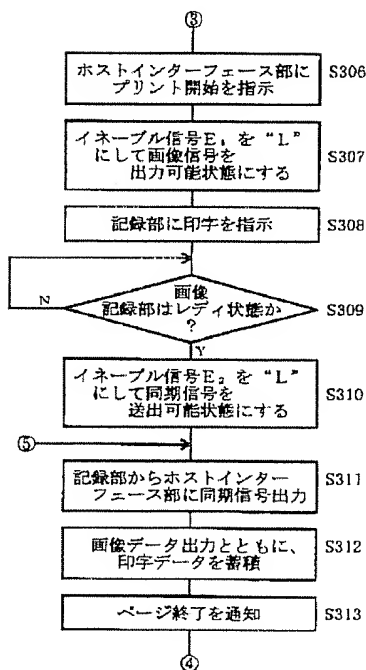 ③
ホストインターフェース部に
プリント開始を指示
S306
イネーブル信号E₁を“L”
にして画像信号を
出力可能状態にする
S307
記録部に印字を指示
S308
画像
記録部はレディ状態か
?
N
S309
Y
イネーブル信号E₂を“L”
にして同期信号を
送出可能状態にする
S310
⑤
記録部からホストインター
フェース部に同期信号出力
S311
画像データ出力とともに、
印字データを蓄積
S312
ページ終了を通知
S313
④